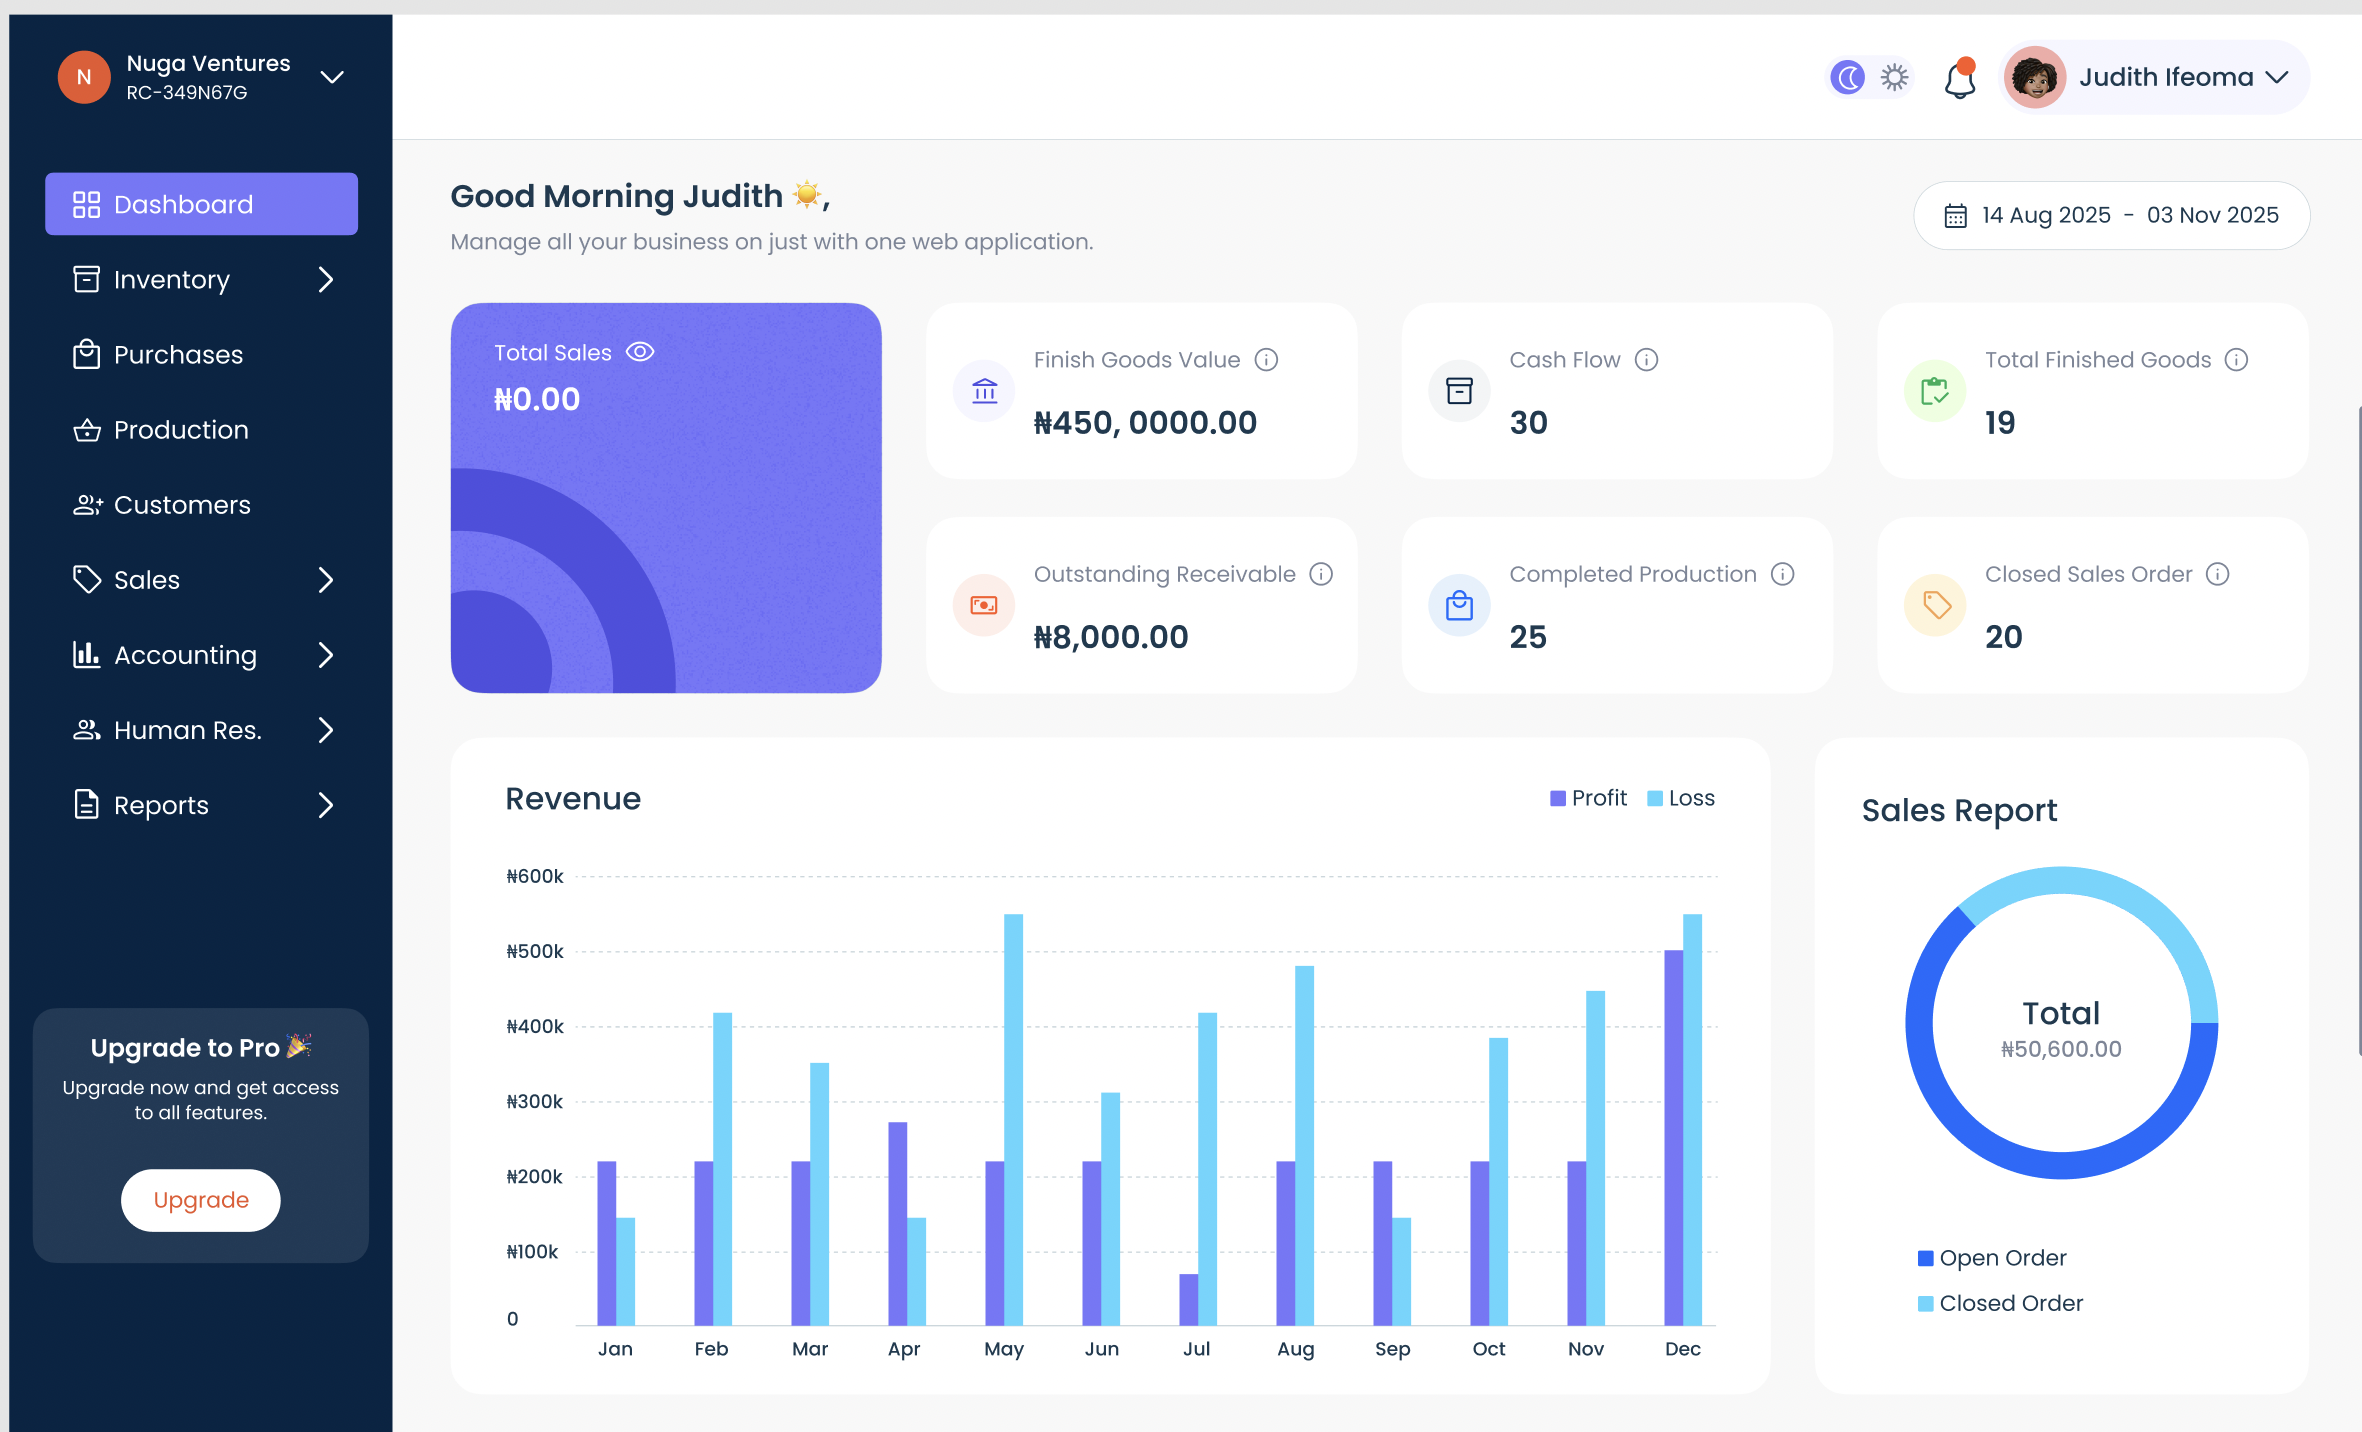 Nuga Ventures
RC-349N67G
N
Judith Ifeoma
Dashboard
Inventory
Purchases
Production
Customers
Sales
Accounting
Human Res.
Reports
Upgrade to Pro 🎉
Upgrade now and get access
to all features.
Upgrade
Good Morning Judith ☀️,
Manage all your business on just with one web application.
14 Aug 2025 - 03 Nov 2025
Total Sales
₦0.00
Finish Goods Value
₦450, 0000.00
Cash Flow
30
Total Finished Goods
19
Outstanding Receivable
₦8,000.00
Completed Production
25
Closed Sales Order
20
Revenue
Profit Loss
₦600k
₦500k
₦400k
₦300k
₦200k
₦100k
0
Jan Feb Mar Apr May Jun Jul Aug Sep Oct Nov Dec
Sales Report
Total
₦50,600.00
Open Order
Closed Order